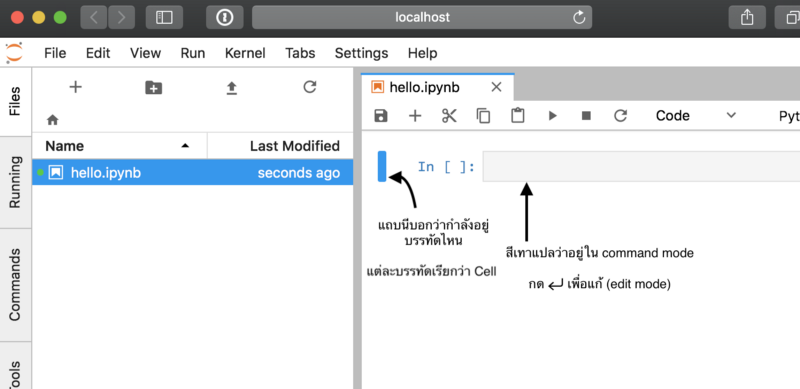 localhost
File Edit View Run Kernel Tabs Settings Help
Files
Running
Commands
ools
Name Last Modified
hello.ipynb seconds ago
hello.ipynb
Code Pyt
In [ ]:
แถบนี้บอกว่ากำลังอยู่
บรรทัดไหน
แต่ละบรรทัดเรียกว่า Cell
สีเทาแปลว่าอยู่ใน command mode
กด เพื่อแก้ (edit mode)